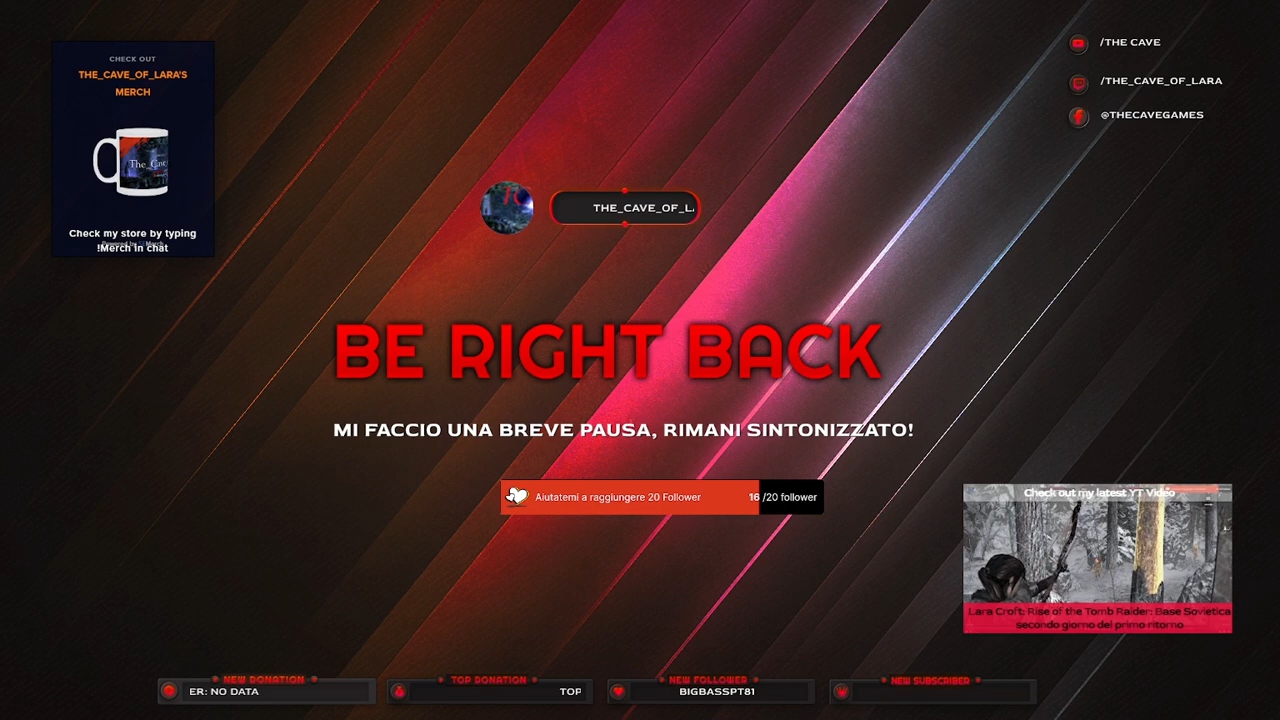 CHECK OUT
THE_CAVE_OF_LARA'S
MERCH
The_Cave
Check my store by typing
!Merch in chat
/THE CAVE
/THE_CAVE_OF_LARA
@THECAVEGAMES
THE_CAVE_OF_L
BE RIGHT BACK
MI FACCIO UNA BREVE PAUSA, RIMANI SINTONIZZATO!
Aiutatemi a raggiungere 20 Follower 16 /20 follower
Check out my latest YT Video
Lara Croft: Rise of the Tomb Raider: Base Sovietica
secondo giorno del primo ritorno
NEW DONATION
ER: NO DATA
TOP DONATION
TOP
NEW FOLLOWER
BIGBASSPT81
NEW SUBSCRIBER